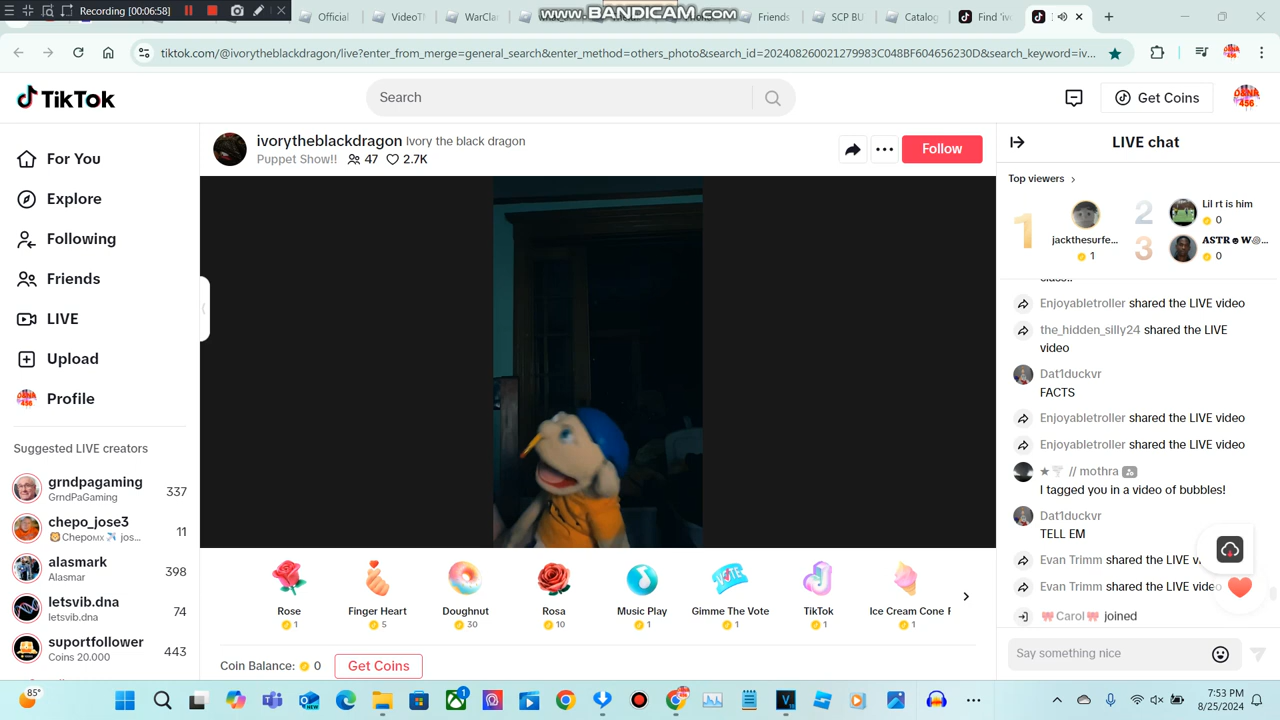 Recording [00:06:58]
Official
VideoT
WarCla
Friends
SCP BU
Catalog
Find 'iv
www.BANDICAM.com
tiktok.com/@ivorytheblackdragon/live?enter_from_merge=general_search&enter_method=others_photo&search_id=202408260021279983C048BF604656230D&search_keyword=iv...
TikTok
Search
Get Coins
D&NA
456
For You
Explore
Following
Friends
LIVE
Upload
Profile
Suggested LIVE creators
grndpagaming
GrndPaGaming
337
chepo_jose3
🦁Chepoᴍx✈️ jos...
11
alasmark
Alasmar
398
letsvib.dna
letsvib.dna
74
suportfollower
Coins 20.000
443
ivorytheblackdragon Ivory the black dragon
Puppet Show!! 47 2.7K
Follow
Rose
1
Finger Heart
5
Doughnut
30
Rosa
10
Music Play
1
Gimme The Vote
1
TikTok
1
Ice Cream Cone F
1
Coin Balance: 0 Get Coins
LIVE chat
Top viewers
1
jackthesurfe...
1
2
Lil rt is him
0
3
𝐀𝐒𝐓𝐑☻𝐖@...
0
class..
Enjoyabletroller shared the LIVE video
the_hidden_silly24 shared the LIVE
video
Dat1duckvr
FACTS
Enjoyabletroller shared the LIVE video
Enjoyabletroller shared the LIVE video
// mothra
I tagged you in a video of bubbles!
Dat1duckvr
TELL EM
Evan Trimm shared the LIVE v
Evan Trimm shared the LIVE video
🎀Carol🎀 joined
Say something nice
85°
7:53 PM
8/25/2024